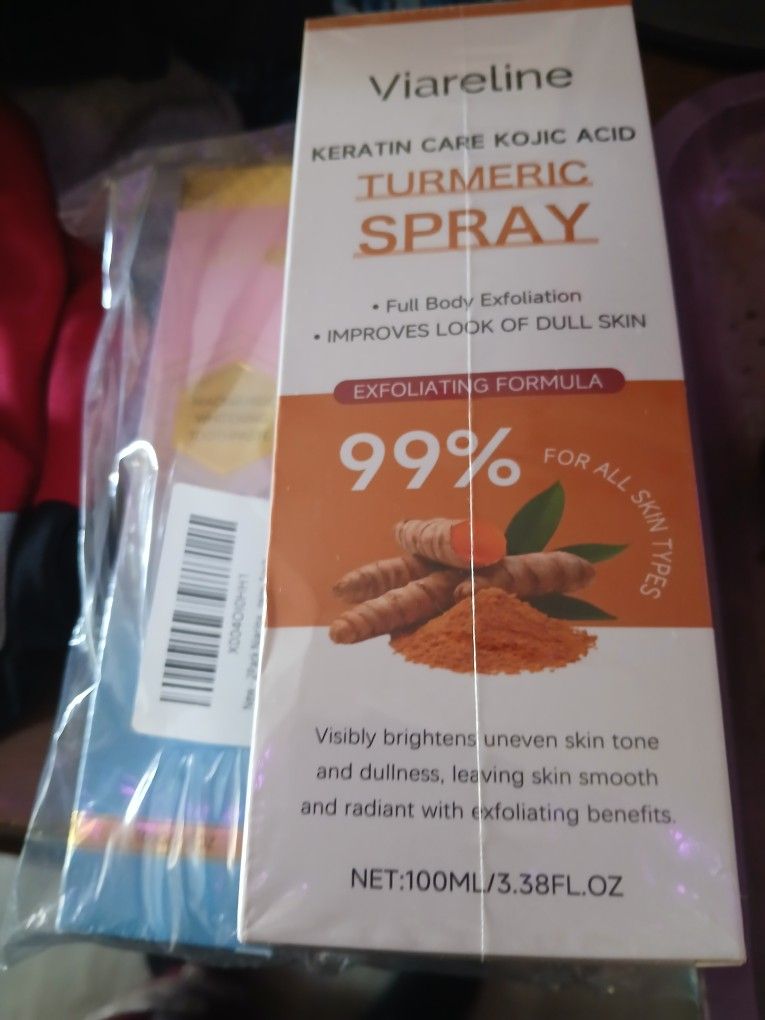 Viareline
KERATIN CARE KOJIC ACID
TURMERIC
SPRAY
• Full Body Exfoliation
• IMPROVES LOOK OF DULL SKIN
EXFOLIATING FORMULA
99%
FOR ALL SKIN TYPES
Visibly brightens uneven skin tone
and dullness, leaving skin smooth
and radiant with exfoliating benefits.
NET:100ML/3.38FL.OZ
WHITENING
TOOTHPASTE